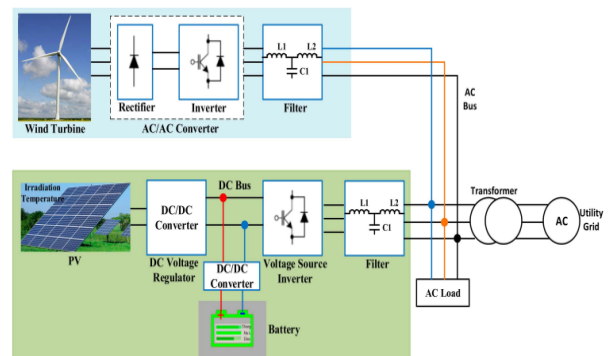 L1
L2
C1
Rectifier
Inverter
Filter
Wind Turbine
AC/AC Converter
AC
Bus
Irradiation
Temperature
DC/DC
Converter
DC Bus
L1
L2
C1
Transformer
AC
Utility
Grid
PV
DC Voltage
Regulator
DC/DC
Converter
Voltage Source
Inverter
Filter
AC Load
Battery